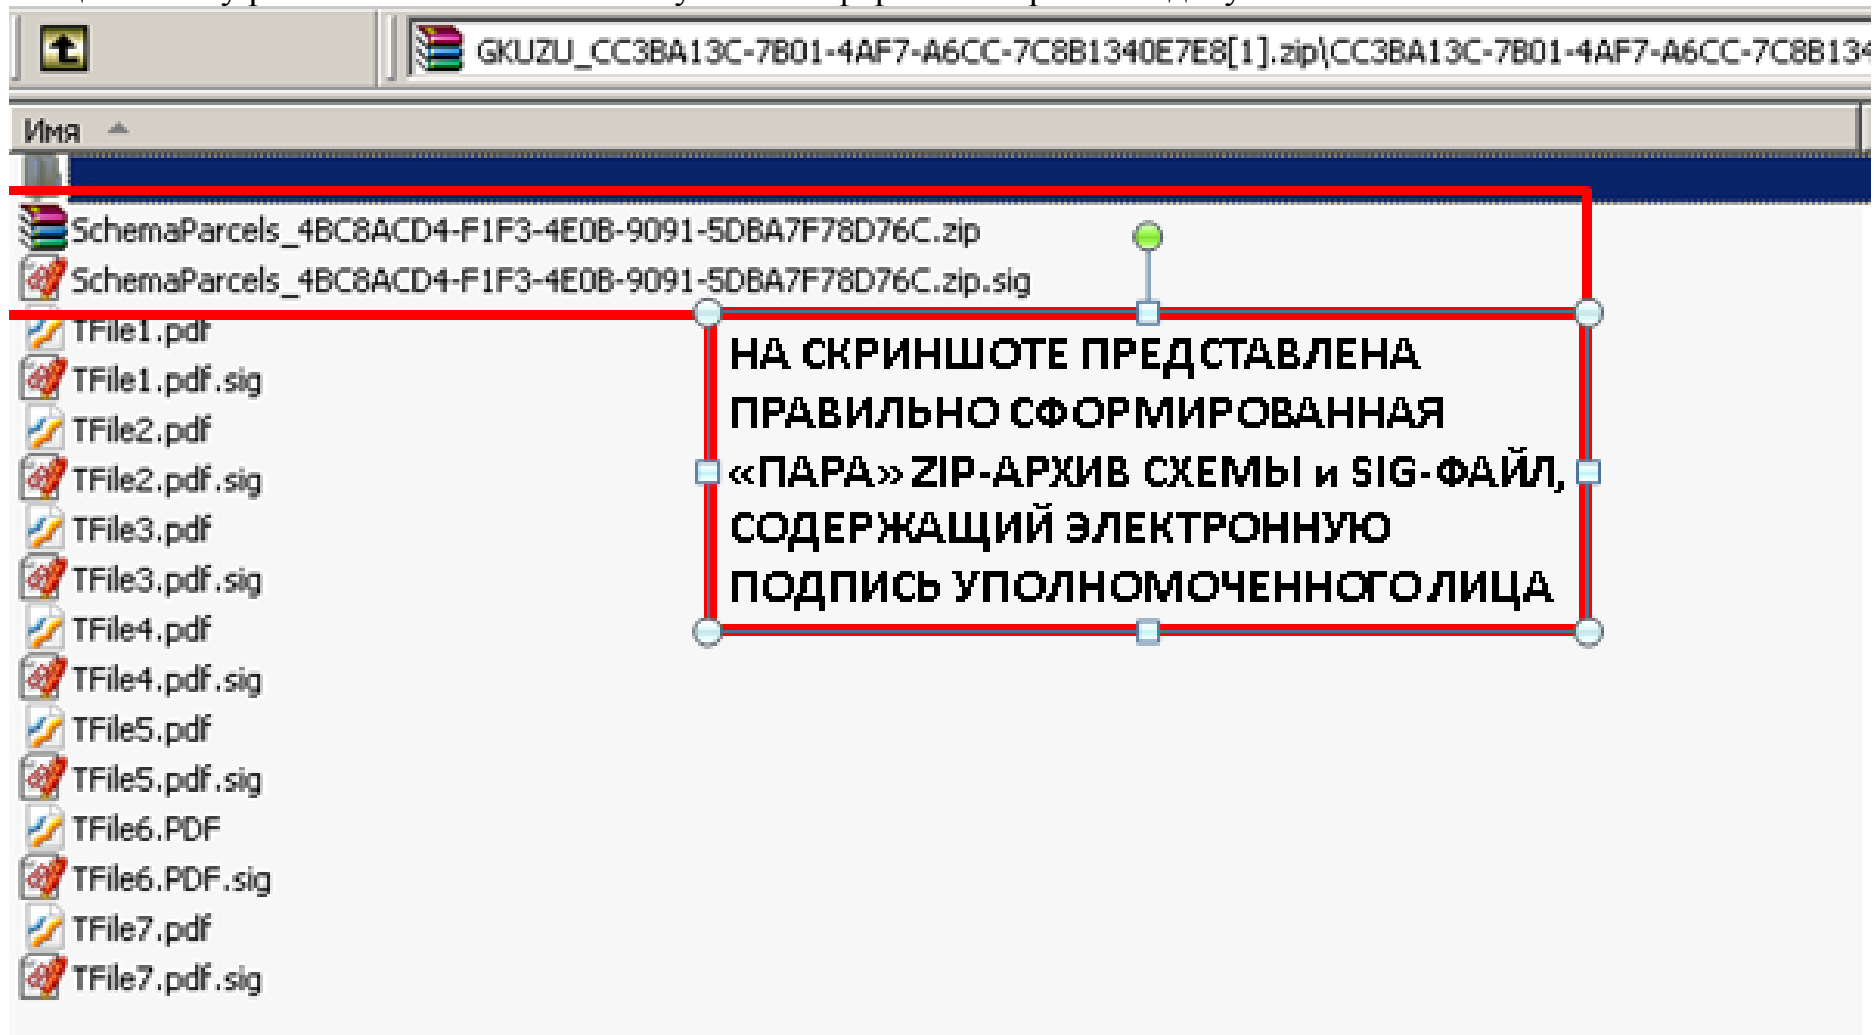 GKUZU_CC3BA13C-7B01-4AF7-A6CC-7C8B1340E7E8[1].zip\CC3BA13C-7B01-4AF7-A6CC-7C8B134
Имя
SchemaParcels_4BC8ACD4-F1F3-4E0B-9091-5DBA7F78D76C.zip
SchemaParcels_4BC8ACD4-F1F3-4E0B-9091-5DBA7F78D76C.zip.sig
TFile1.pdf
TFile1.pdf.sig
TFile2.pdf
TFile2.pdf.sig
TFile3.pdf
TFile3.pdf.sig
TFile4.pdf
TFile4.pdf.sig
TFile5.pdf
TFile5.pdf.sig
TFile6.PDF
TFile6.PDF.sig
TFile7.pdf
TFile7.pdf.sig
НА СКРИНШОТЕ ПРЕДСТАВЛЕНА
ПРАВИЛЬНО СФОРМИРОВАННАЯ
«ПАРА» ZIP-АРХИВ СХЕМЫ и SIG-ФАЙЛ,
СОДЕРЖАЩИЙ ЭЛЕКТРОННУЮ
ПОДПИСЬ УПОЛНОМОЧЕННОГО ЛИЦА